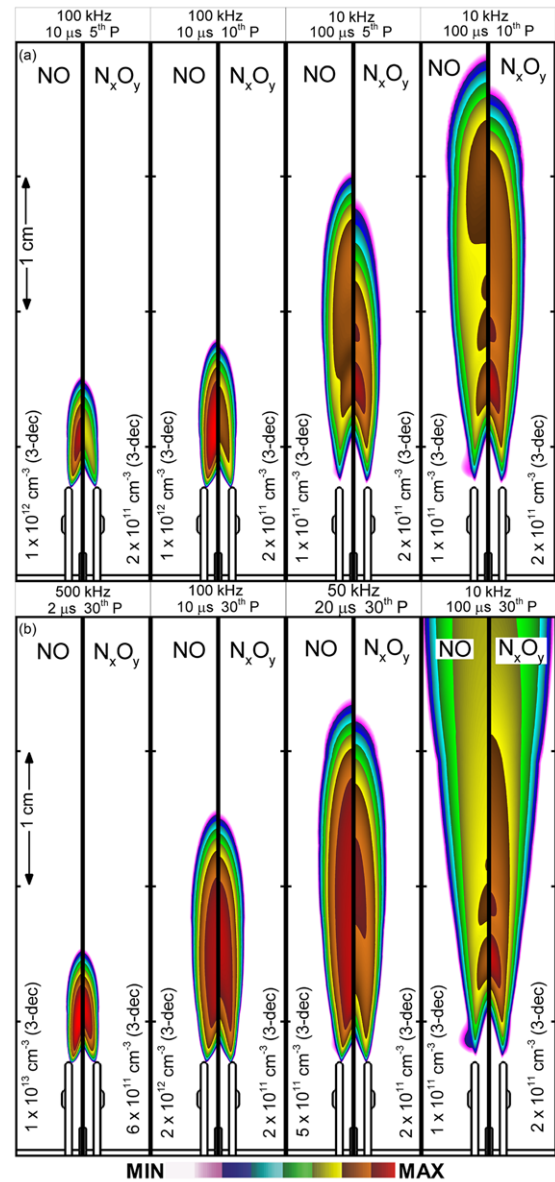 100 kHz
10 μs 5th P
100 kHz
10 μs 10th P
10 kHz
100 μs 5th P
10 kHz
100 μs 10th P
(a)
NO NxOy
NO NxOy
NO NxOy
NO NxOy
1 cm
1 x 10^12 cm^-3 (3-dec)
2 x 10^11 cm^-3 (3-dec)
1 x 10^12 cm^-3 (3-dec)
2 x 10^11 cm^-3 (3-dec)
1 x 10^11 cm^-3 (3-dec)
2 x 10^11 cm^-3 (3-dec)
1 x 10^11 cm^-3 (3-dec)
2 x 10^11 cm^-3 (3-dec)
500 kHz
2 μs 30th P
100 kHz
10 μs 30th P
50 kHz
20 μs 30th P
10 kHz
100 μs 30th P
(b)
NO NxOy
NO NxOy
NO NxOy
NO NxOy
1 cm
1 x 10^13 cm^-3 (3-dec)
6 x 10^11 cm^-3 (3-dec)
2 x 10^12 cm^-3 (3-dec)
2 x 10^11 cm^-3 (3-dec)
5 x 10^11 cm^-3 (3-dec)
2 x 10^11 cm^-3 (3-dec)
1 x 10^11 cm^-3 (3-dec)
2 x 10^11 cm^-3 (3-dec)
MIN MAX